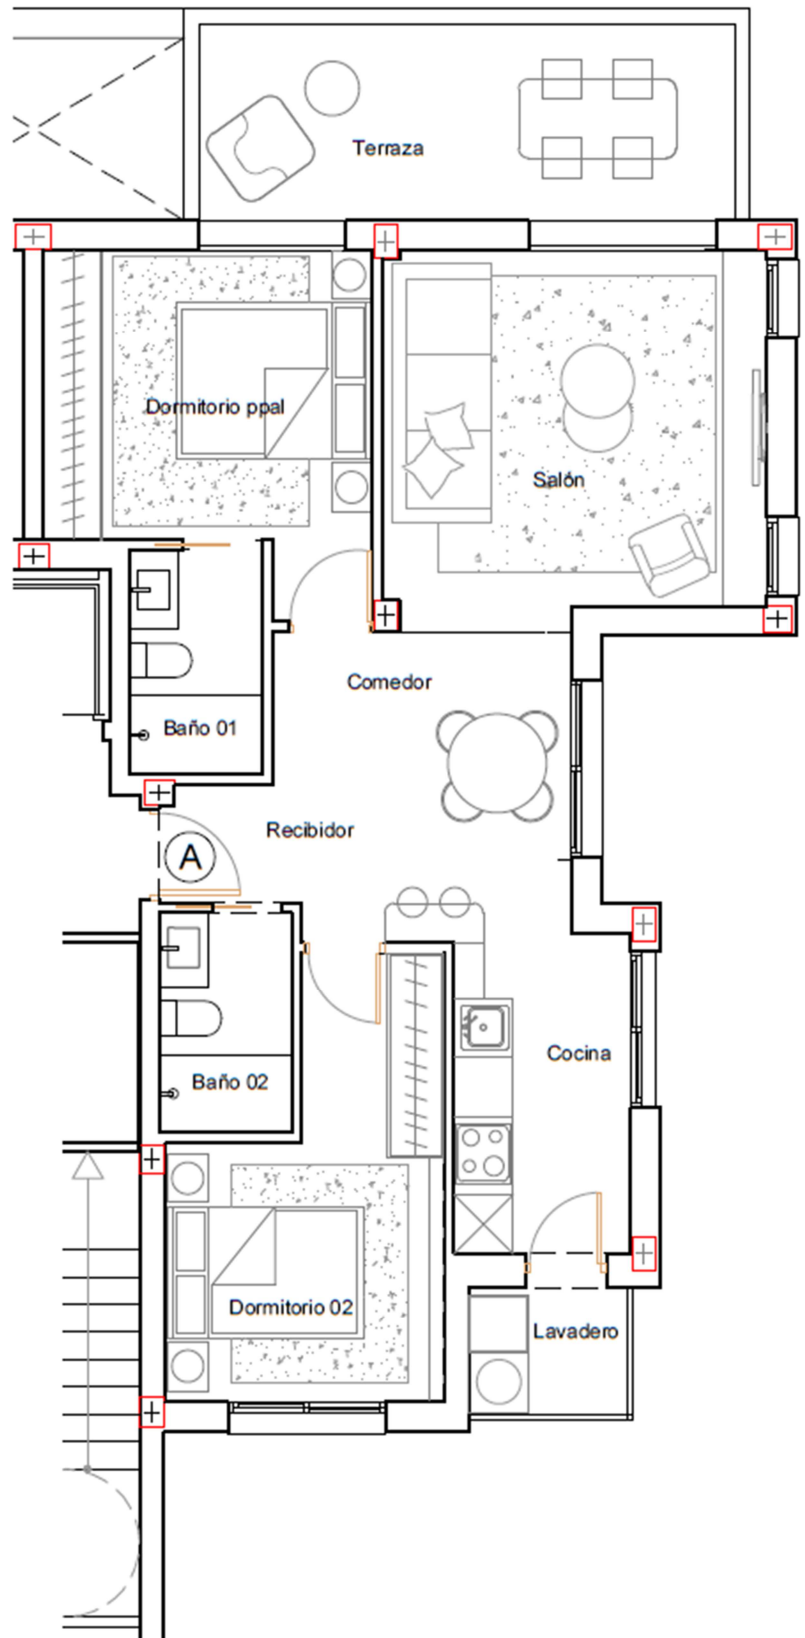 Terraza
Dormitorio ppal
Salón
Comedor
Baño 01
Recibidor
A
Cocina
Baño 02
Dormitorio 02
Lavadero